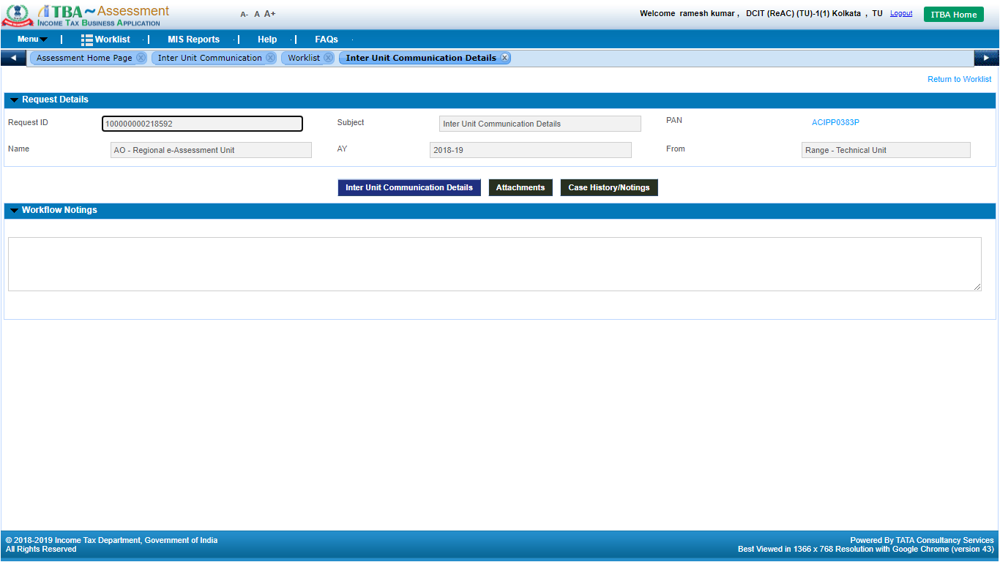 iTBA ~ Assessment
INCOME TAX BUSINESS APPLICATION
A- A A+
Welcome ramesh kumar , DCIT (ReAC) (TU)-1(1) Kolkata , TU Logout ITBA Home
Menu | Worklist | MIS Reports | Help | FAQs
Assessment Home Page Inter Unit Communication Worklist Inter Unit Communication Details
Return to Worklist
Request Details
Request ID 100000000218592 Subject Inter Unit Communication Details PAN ACIPP0383P
Name AO - Regional e-Assessment Unit AY 2018-19 From Range - Technical Unit
Inter Unit Communication Details Attachments Case History/Notings
Workflow Notings
© 2018-2019 Income Tax Department, Government of India Powered By TATA Consultancy Services
All Rights Reserved Best Viewed in 1366 x 768 Resolution with Google Chrome (version 43)